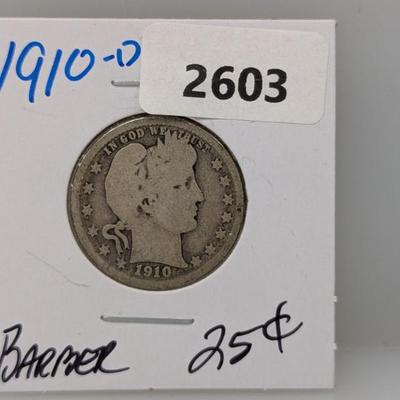 1910-D
2603
IN GOD WE TRUST
1910
BARBER 25¢